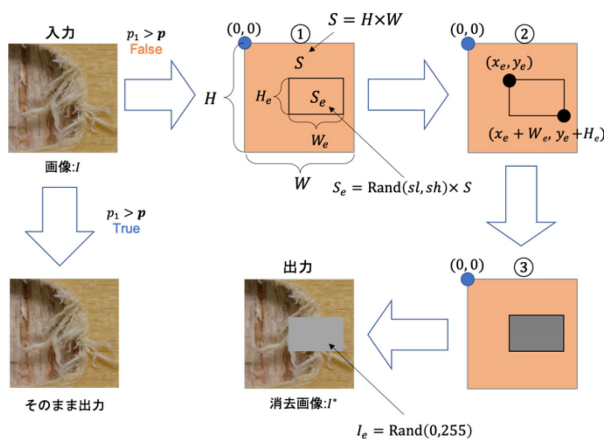 入力
p₁ > p
False
画像:I
p₁ > p
True
そのまま出力
(0, 0)
①
S = H×W
S
H
Hₑ
Sₑ
Wₑ
W
Sₑ = Rand(sl, sh)× S
(0, 0)
②
(xₑ, yₑ)
(xₑ + Wₑ, yₑ +Hₑ)
出力
消去画像:I*
Iₑ = Rand(0,255)
(0, 0)
③